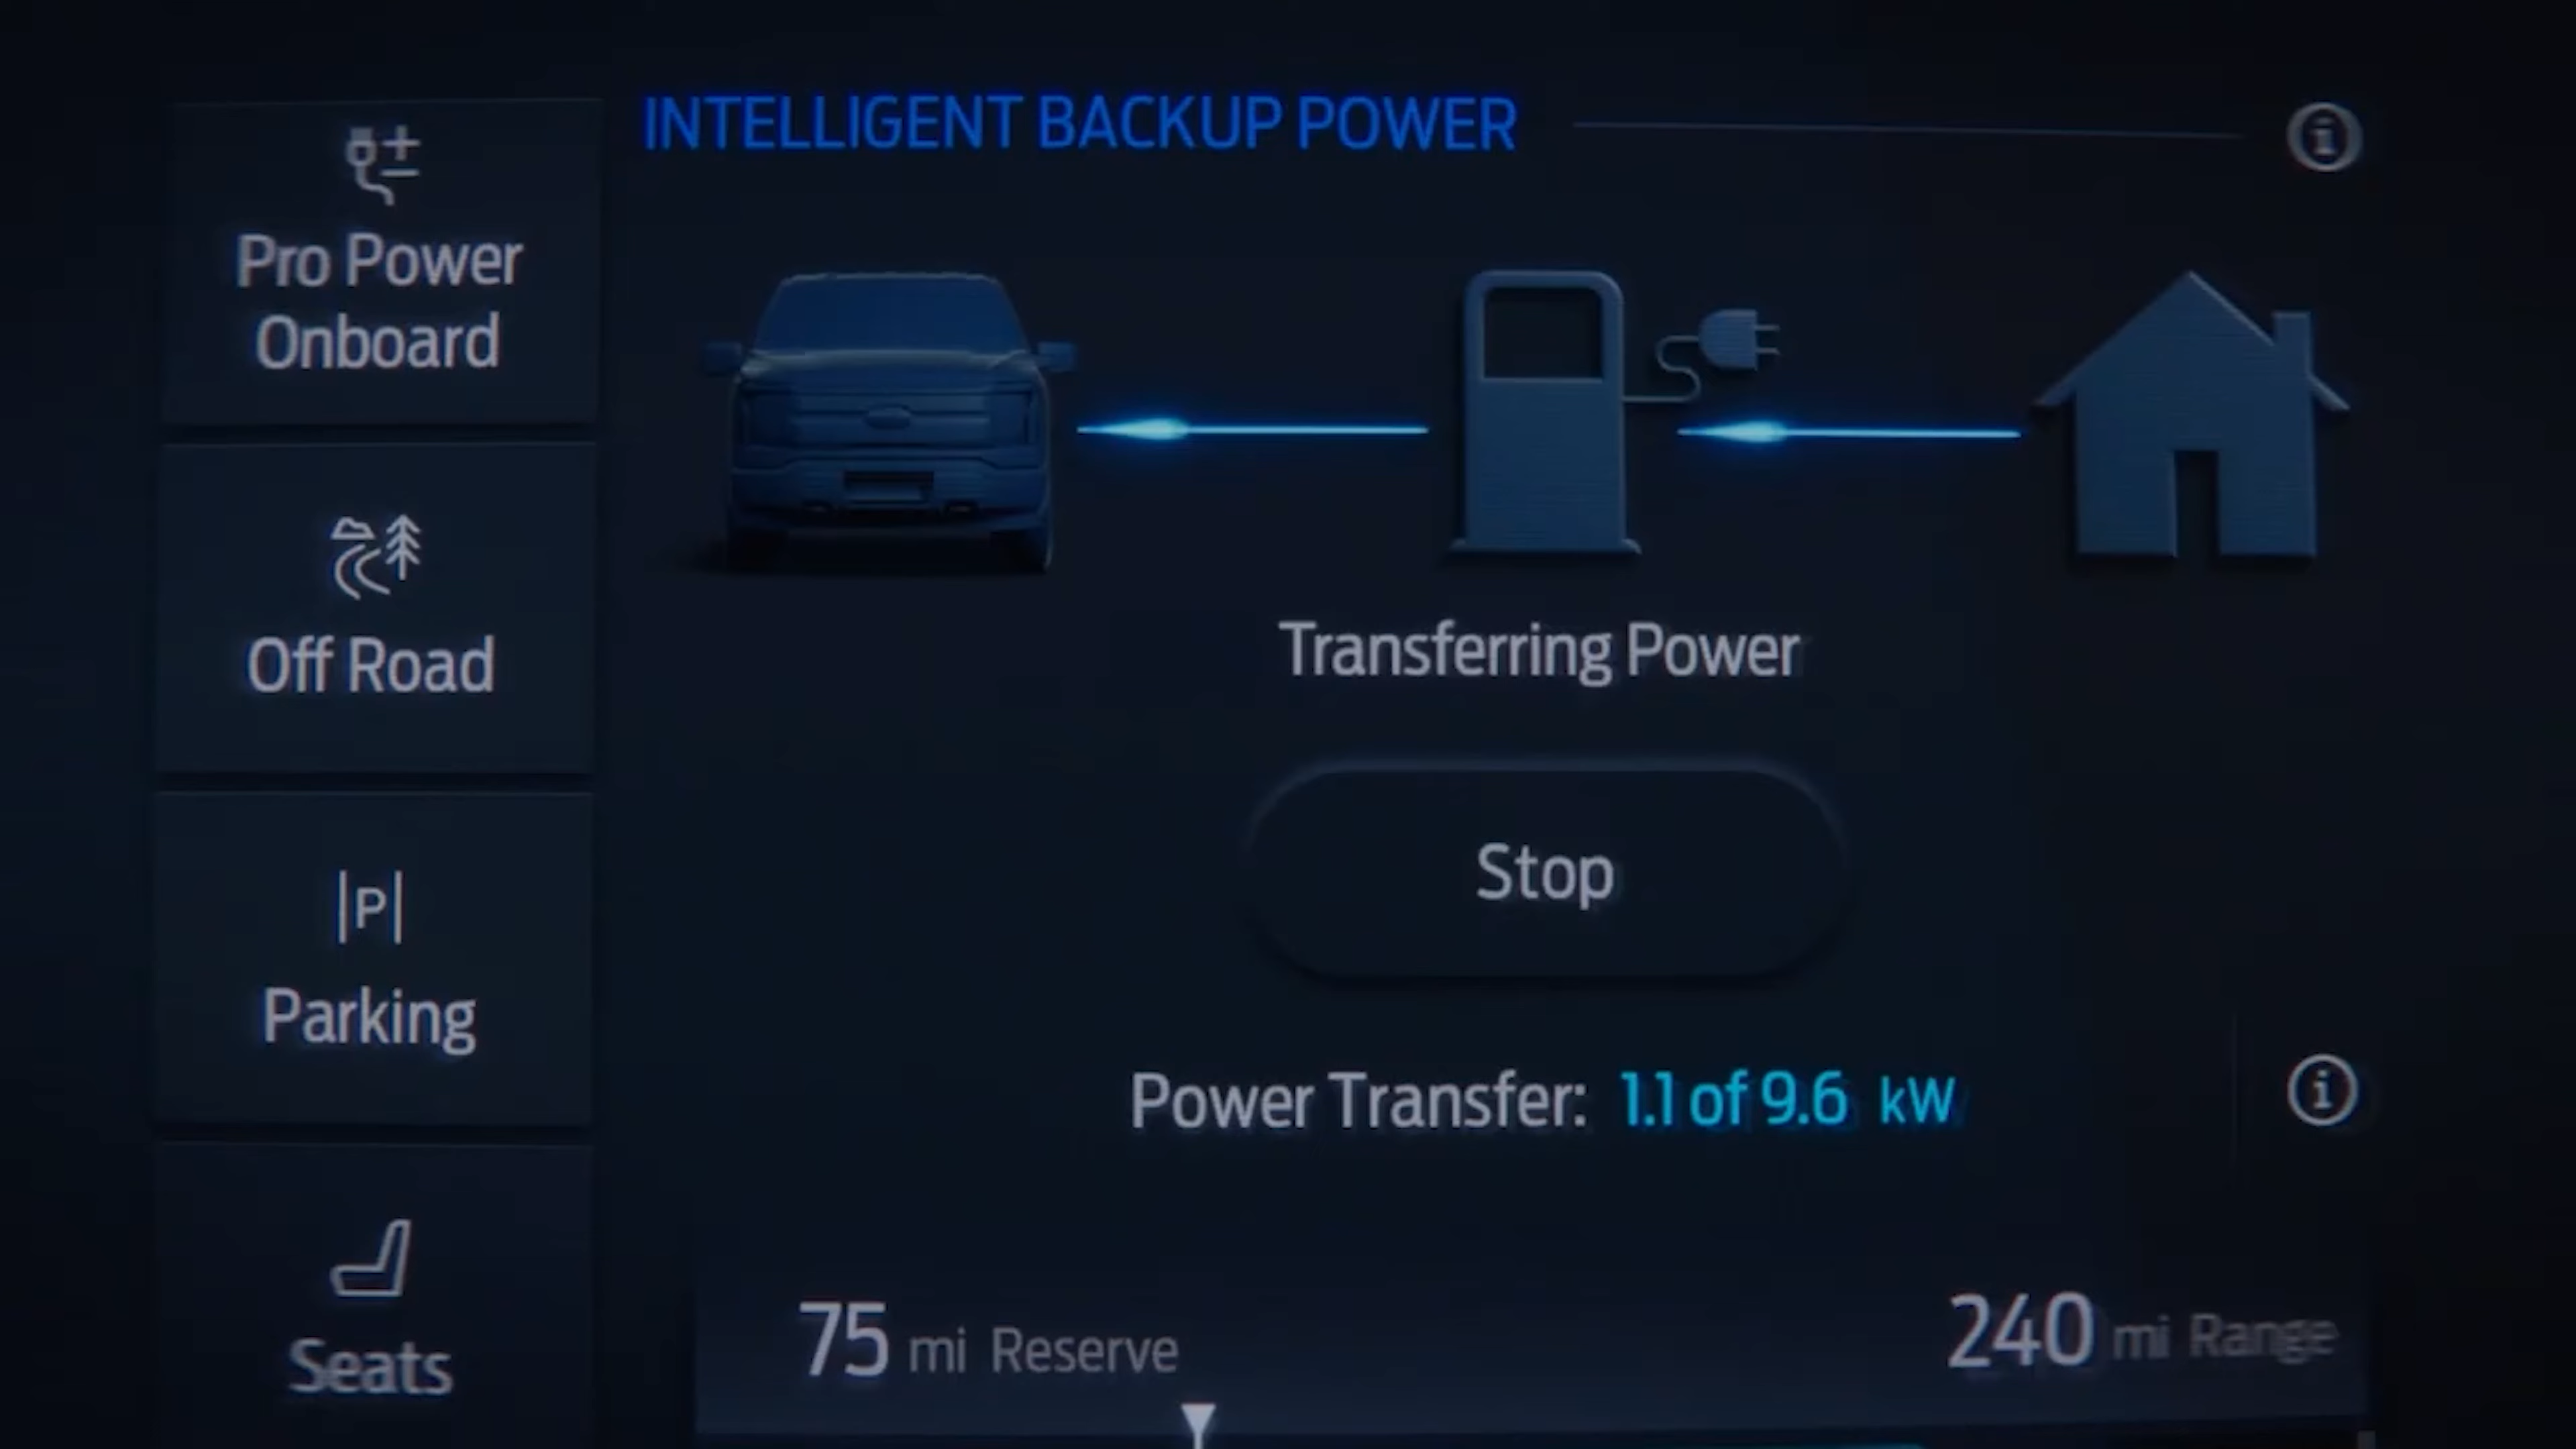 INTELLIGENT BACKUP POWER
Pro Power
Onboard
Off Road
Transferring Power
Stop
|P|
Parking
Power Transfer: 1.1 of 9.6 kW
75 mi Reserve
240 mi Range
Seats